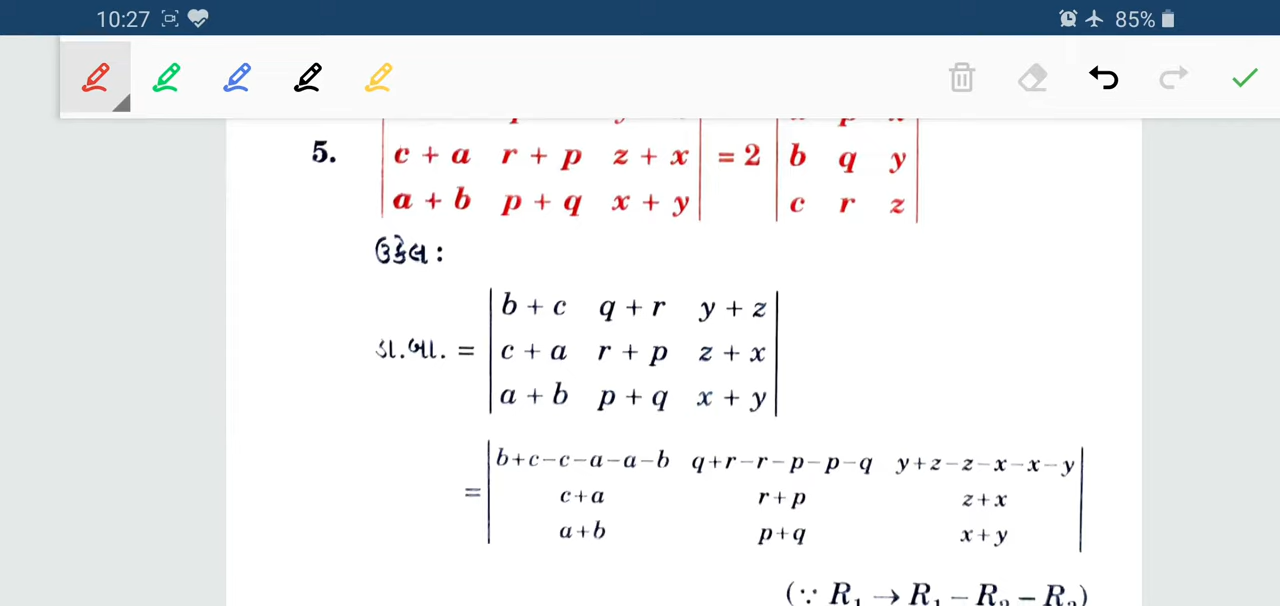 10:27 85%
5. | c + a r + p z + x | = 2 | b q y |
| a + b p + q x + y | | c r z |
ઉકેલ :
| b + c q + r y + z |
ડા.બા. = | c + a r + p z + x |
| a + b p + q x + y |
| b+c−c−a−a−b q+r−r−p−p−q y+z−z−x−x−y |
= | c+a r+p z+x |
| a+b p+q x+y |
(∵ R₁ → R₁ − R₂ − R₃)